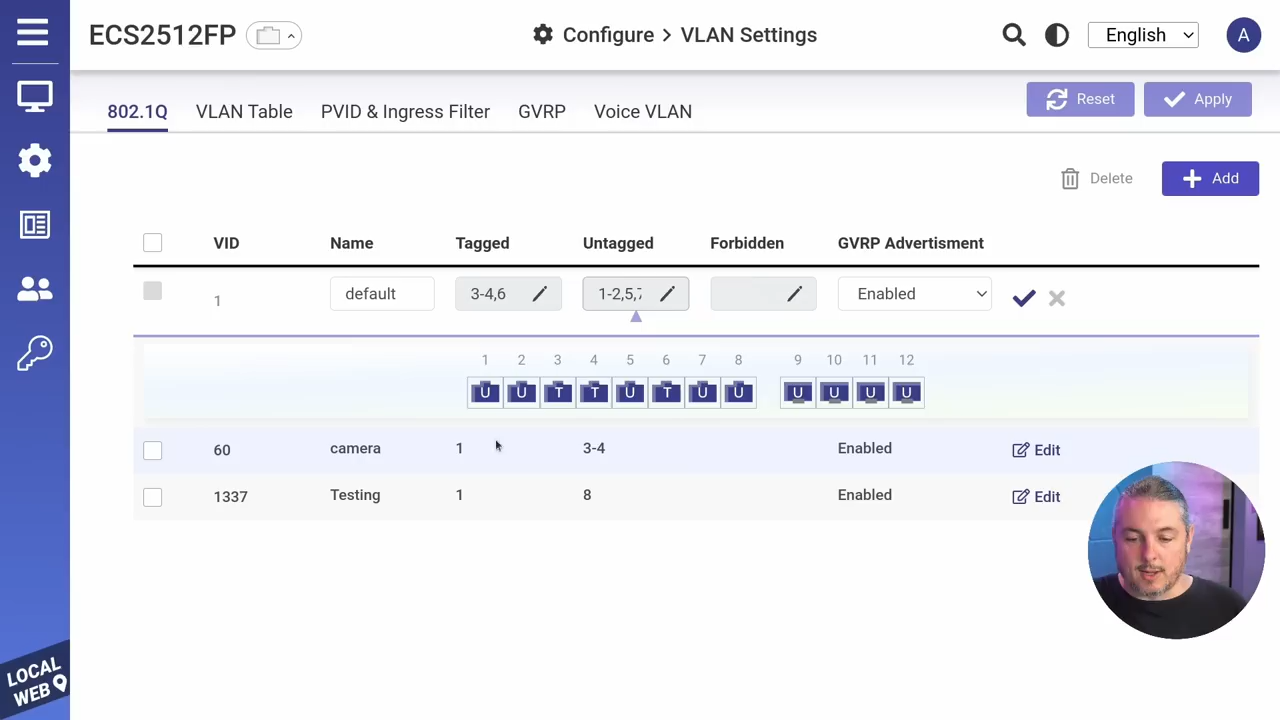 ECS2512FP
Configure > VLAN Settings
English
A
802.1Q VLAN Table PVID & Ingress Filter GVRP Voice VLAN
Reset Apply
Delete Add
VID Name Tagged Untagged Forbidden GVRP Advertisment
1 default 3-4,6 1-2,5, Enabled
1 2 3 4 5 6 7 8 9 10 11 12
U U T T U T U U U U U U
60 camera 1 3-4 Enabled Edit
1337 Testing 1 8 Enabled Edit
LOCAL
WEB